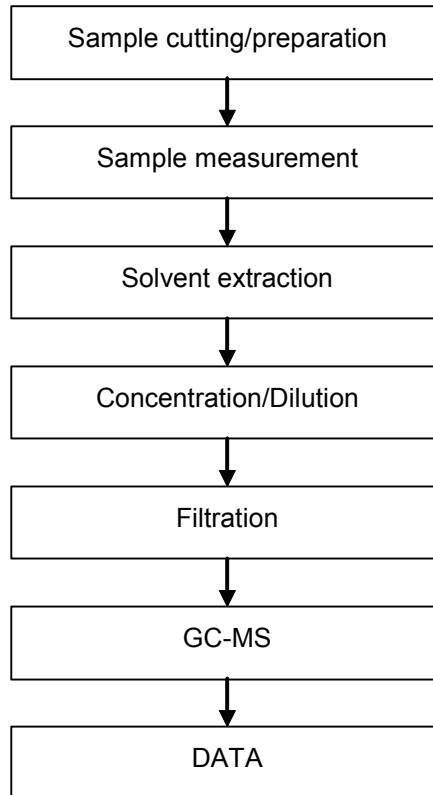 Sample cutting/preparation
Sample measurement
Solvent extraction
Concentration/Dilution
Filtration
GC-MS
DATA